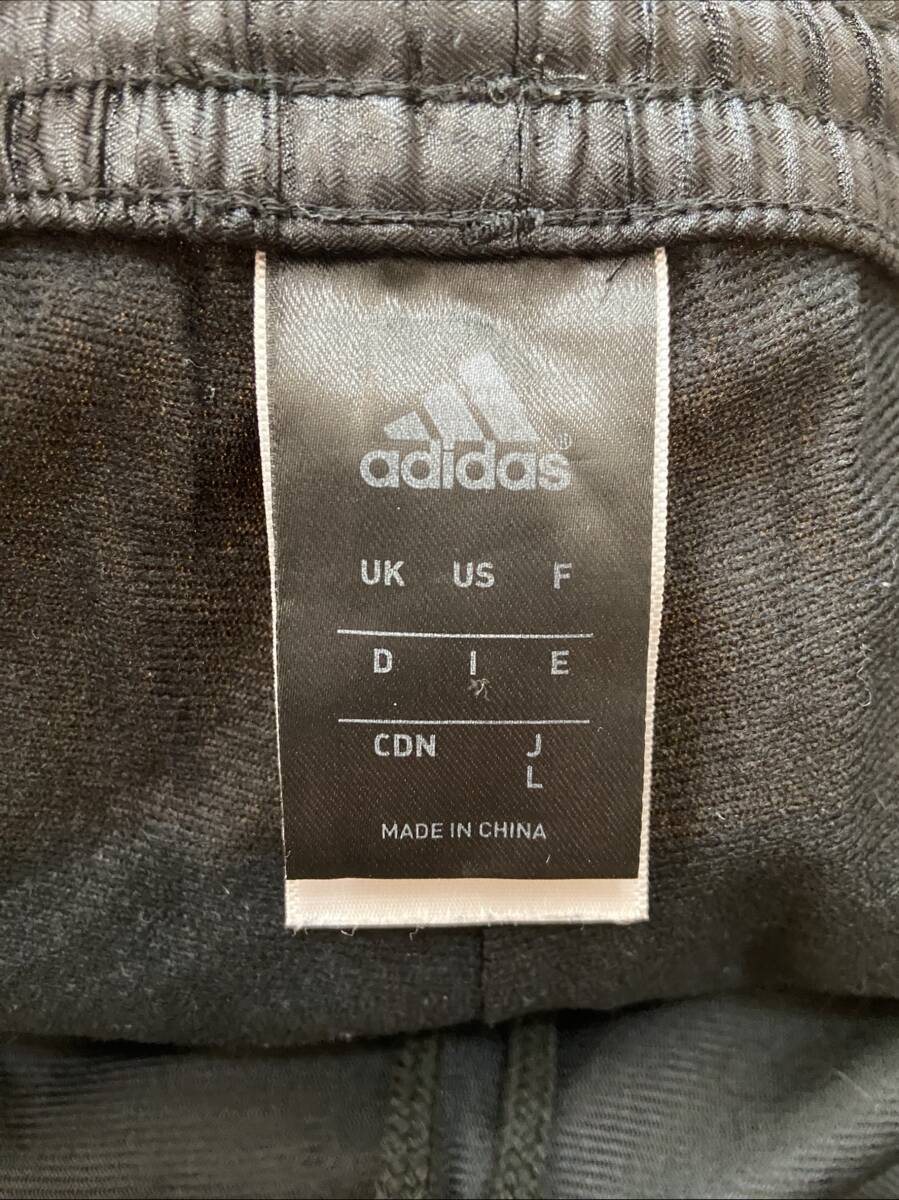 adidas
UK US F
D I E
CDN J
L
MADE IN CHINA